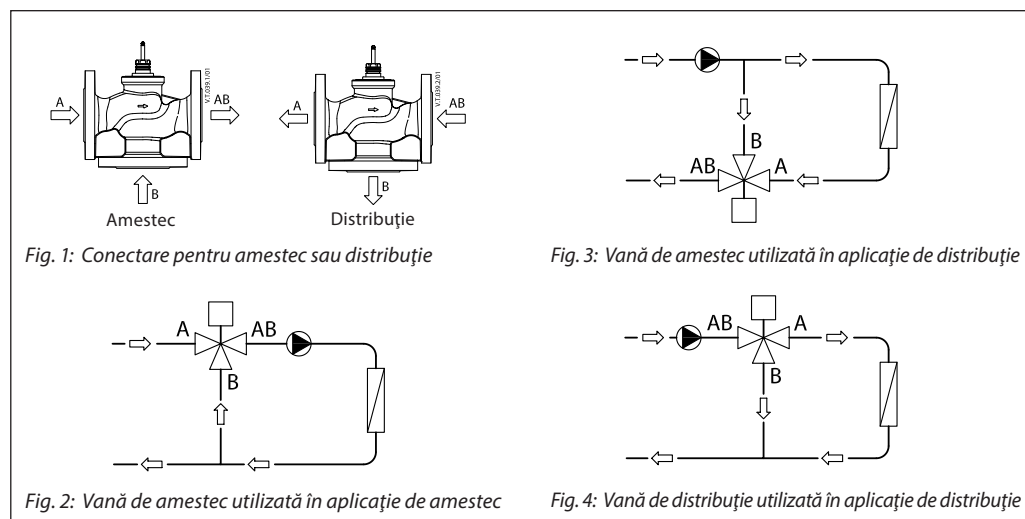 A
V.T.039.1/01
AB
B
Amestec
A
V.T.039.2/01
AB
B
Distribuţie
Fig. 1: Conectare pentru amestec sau distribuţie
B
AB
A
Fig. 3: Vană de amestec utilizată în aplicaţie de distribuţie
A
AB
B
Fig. 2: Vană de amestec utilizată în aplicaţie de amestec
AB
A
B
Fig. 4: Vană de distribuţie utilizată în aplicaţie de distribuţie